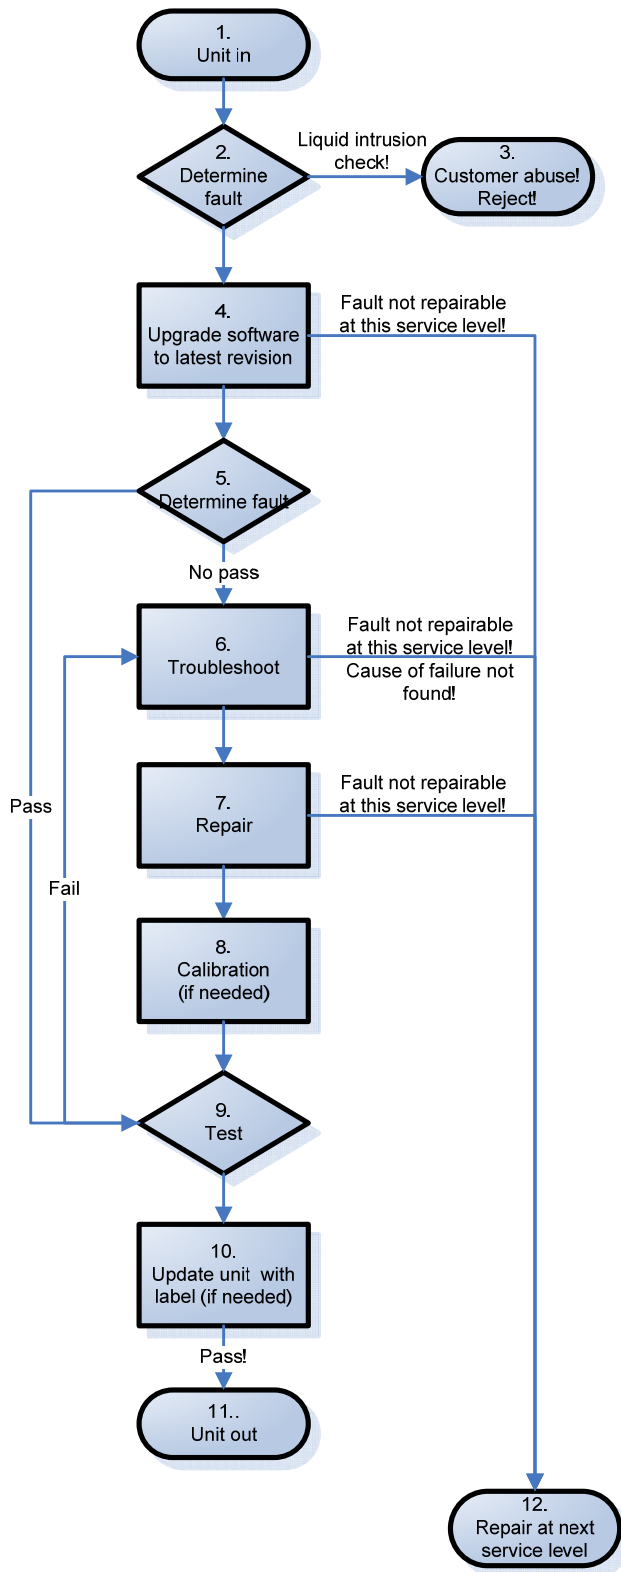 1.
Unit in
2.
Determine
fault
Liquid intrusion
check!
3.
Customer abuse!
Reject!
4.
Upgrade software
to latest revision
Fault not repairable
at this service level!
5.
Determine fault
No pass
6.
Troubleshoot
Fault not repairable
at this service level!
Cause of failure not
found!
7.
Repair
Fault not repairable
at this service level!
Pass
Fail
8.
Calibration
(if needed)
9.
Test
10.
Update unit with
label (if needed)
Pass!
11..
Unit out
12.
Repair at next
service level